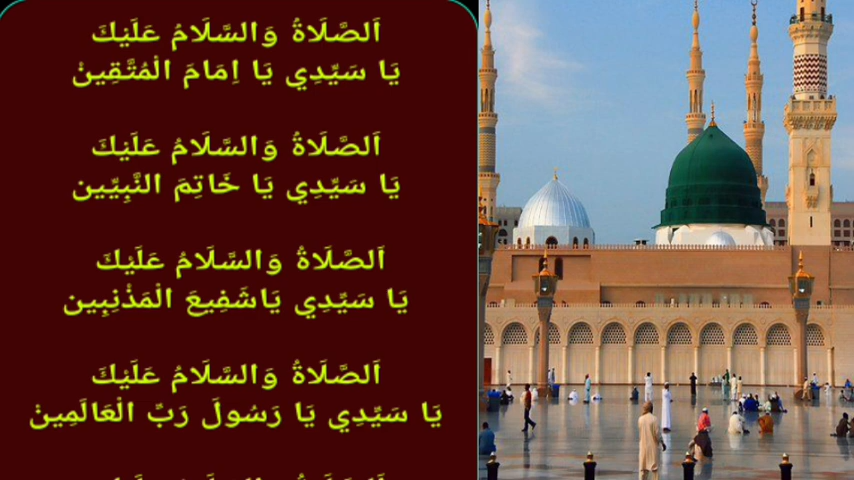 اَلصَّلَاةُ وَالسَّلَامُ عَلَيكَ
يَا سَيِّدِي يَا اِمَامَ الْمُتَّقِينْ
اَلصَّلَاةُ وَالسَّلَامُ عَلَيكَ
يَا سَيِّدِي يَا خَاتِمَ النَّبِيِّين
اَلصَّلَاةُ وَالسَّلَامُ عَلَيكَ
يَا سَيِّدِي يَاشَفِيعَ الْمَذْنِبِين
اَلصَّلَاةُ وَالسَّلَامُ عَلَيكَ
يَا سَيِّدِي يَا رَسُولَ رَبِّ الْعَالَمِينْ